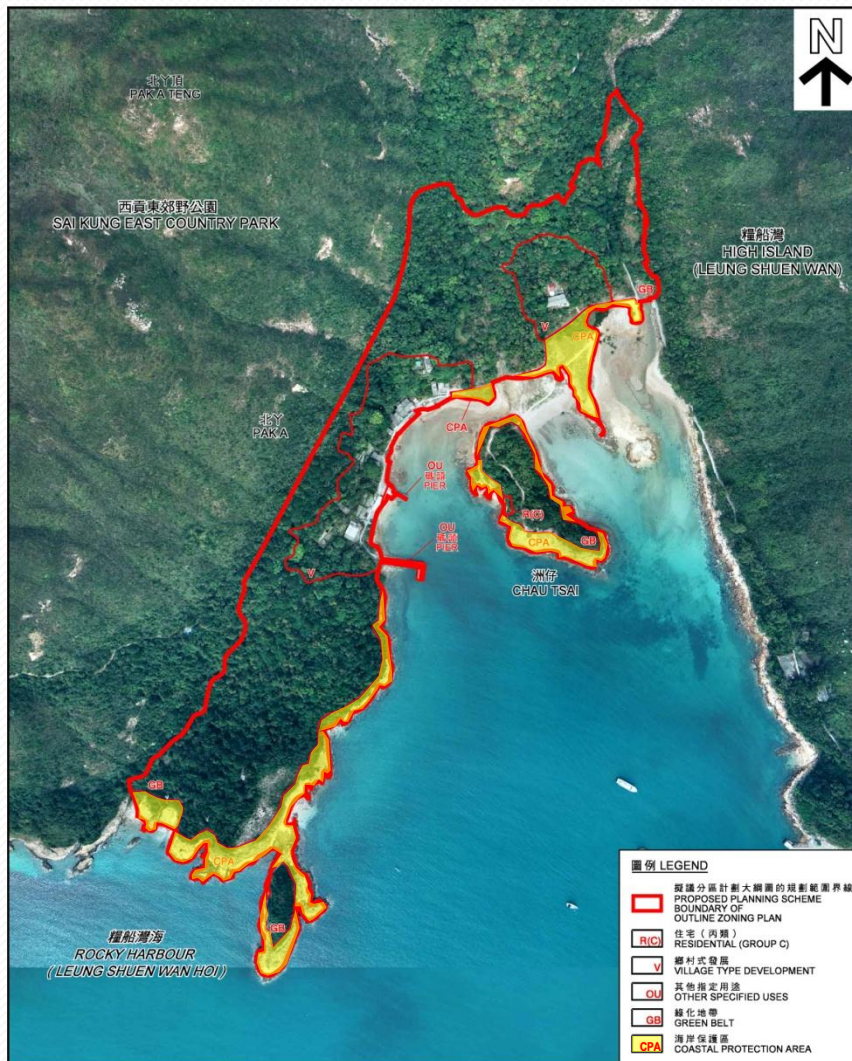 N
北丫頂
PAK A TENG
西貢東郊野公園
SAI KUNG EAST COUNTRY PARK
糧船灣
HIGH ISLAND
(LEUNG SHUEN WAN)
GB
V
CPA
北丫
PAK A
CPA
OU
碼頭
PIER
R(C)
OU
碼頭
PIER
CPA
GB
洲仔
CHAU TSAI
V
GB
CPA
GB
糧船灣海
ROCKY HARBOUR
(LEUNG SHUEN WAN HOI)
圖例 LEGEND
擬議分區計劃大綱圖的規劃範圍界線
PROPOSED PLANNING SCHEME
BOUNDARY OF
OUTLINE ZONING PLAN
R(C) 住宅(丙類)
RESIDENTIAL (GROUP C)
V 鄉村式發展
VILLAGE TYPE DEVELOPMENT
OU 其他指定用途
OTHER SPECIFIED USES
GB 綠化地帶
GREEN BELT
CPA 海岸保護區
COASTAL PROTECTION AREA